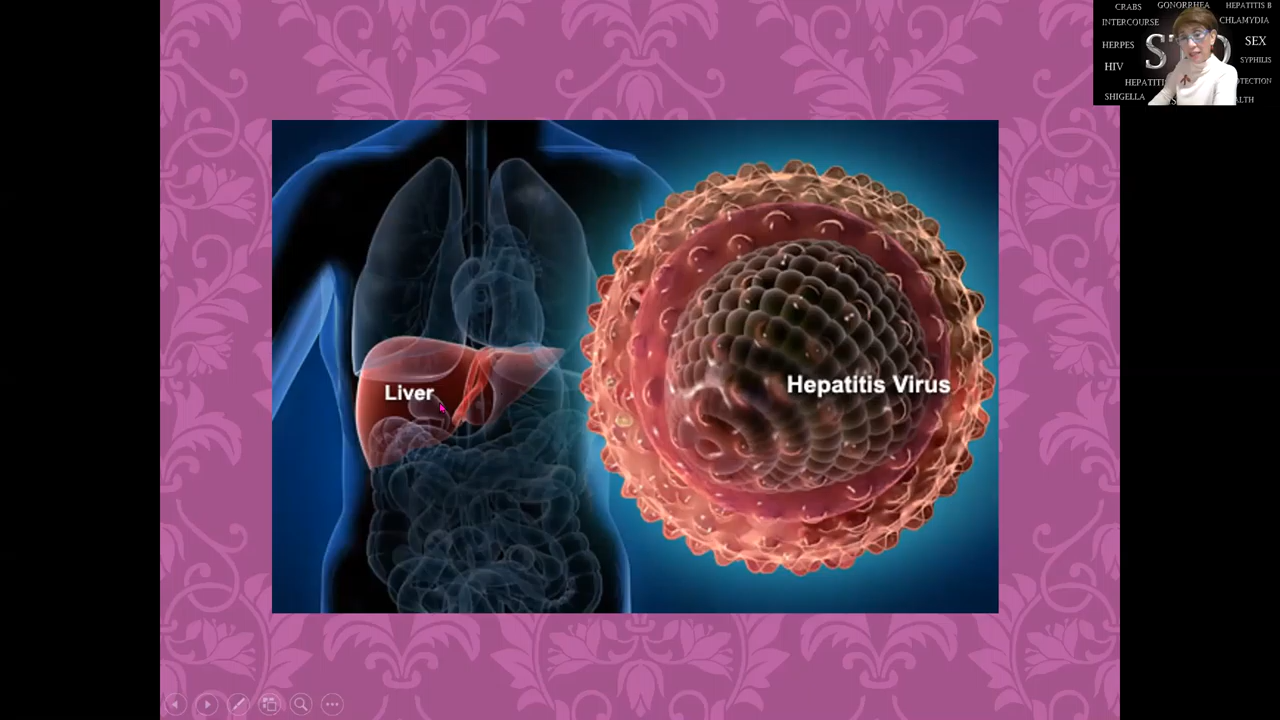 CRABS GONORRHEA HEPATITIS B
INTERCOURSE CHLAMYDIA
HERPES SEX
HIV SYPHILIS
SHIGELLA
Liver
Hepatitis Virus